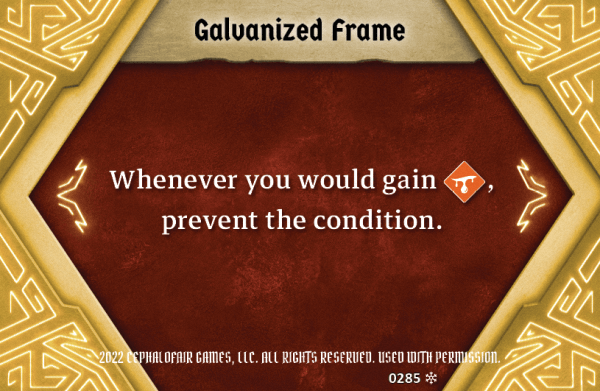 Galvanized Frame
Whenever you would gain ,
prevent the condition.
2022 CEPHALOFAIR GAMES, LLC. ALL RIGHTS RESERVED. USED WITH PERMISSION.
0285